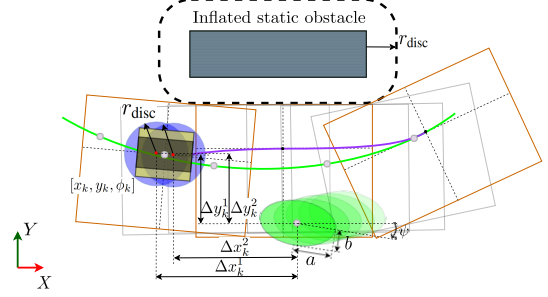 Inflated static obstacle
r_disc
r_disc
[x_k, y_k, ϕ_k]
Δy_k^1
Δy_k^2
ψ
b
a
Δx_k^2
Δx_k^1
Y
X